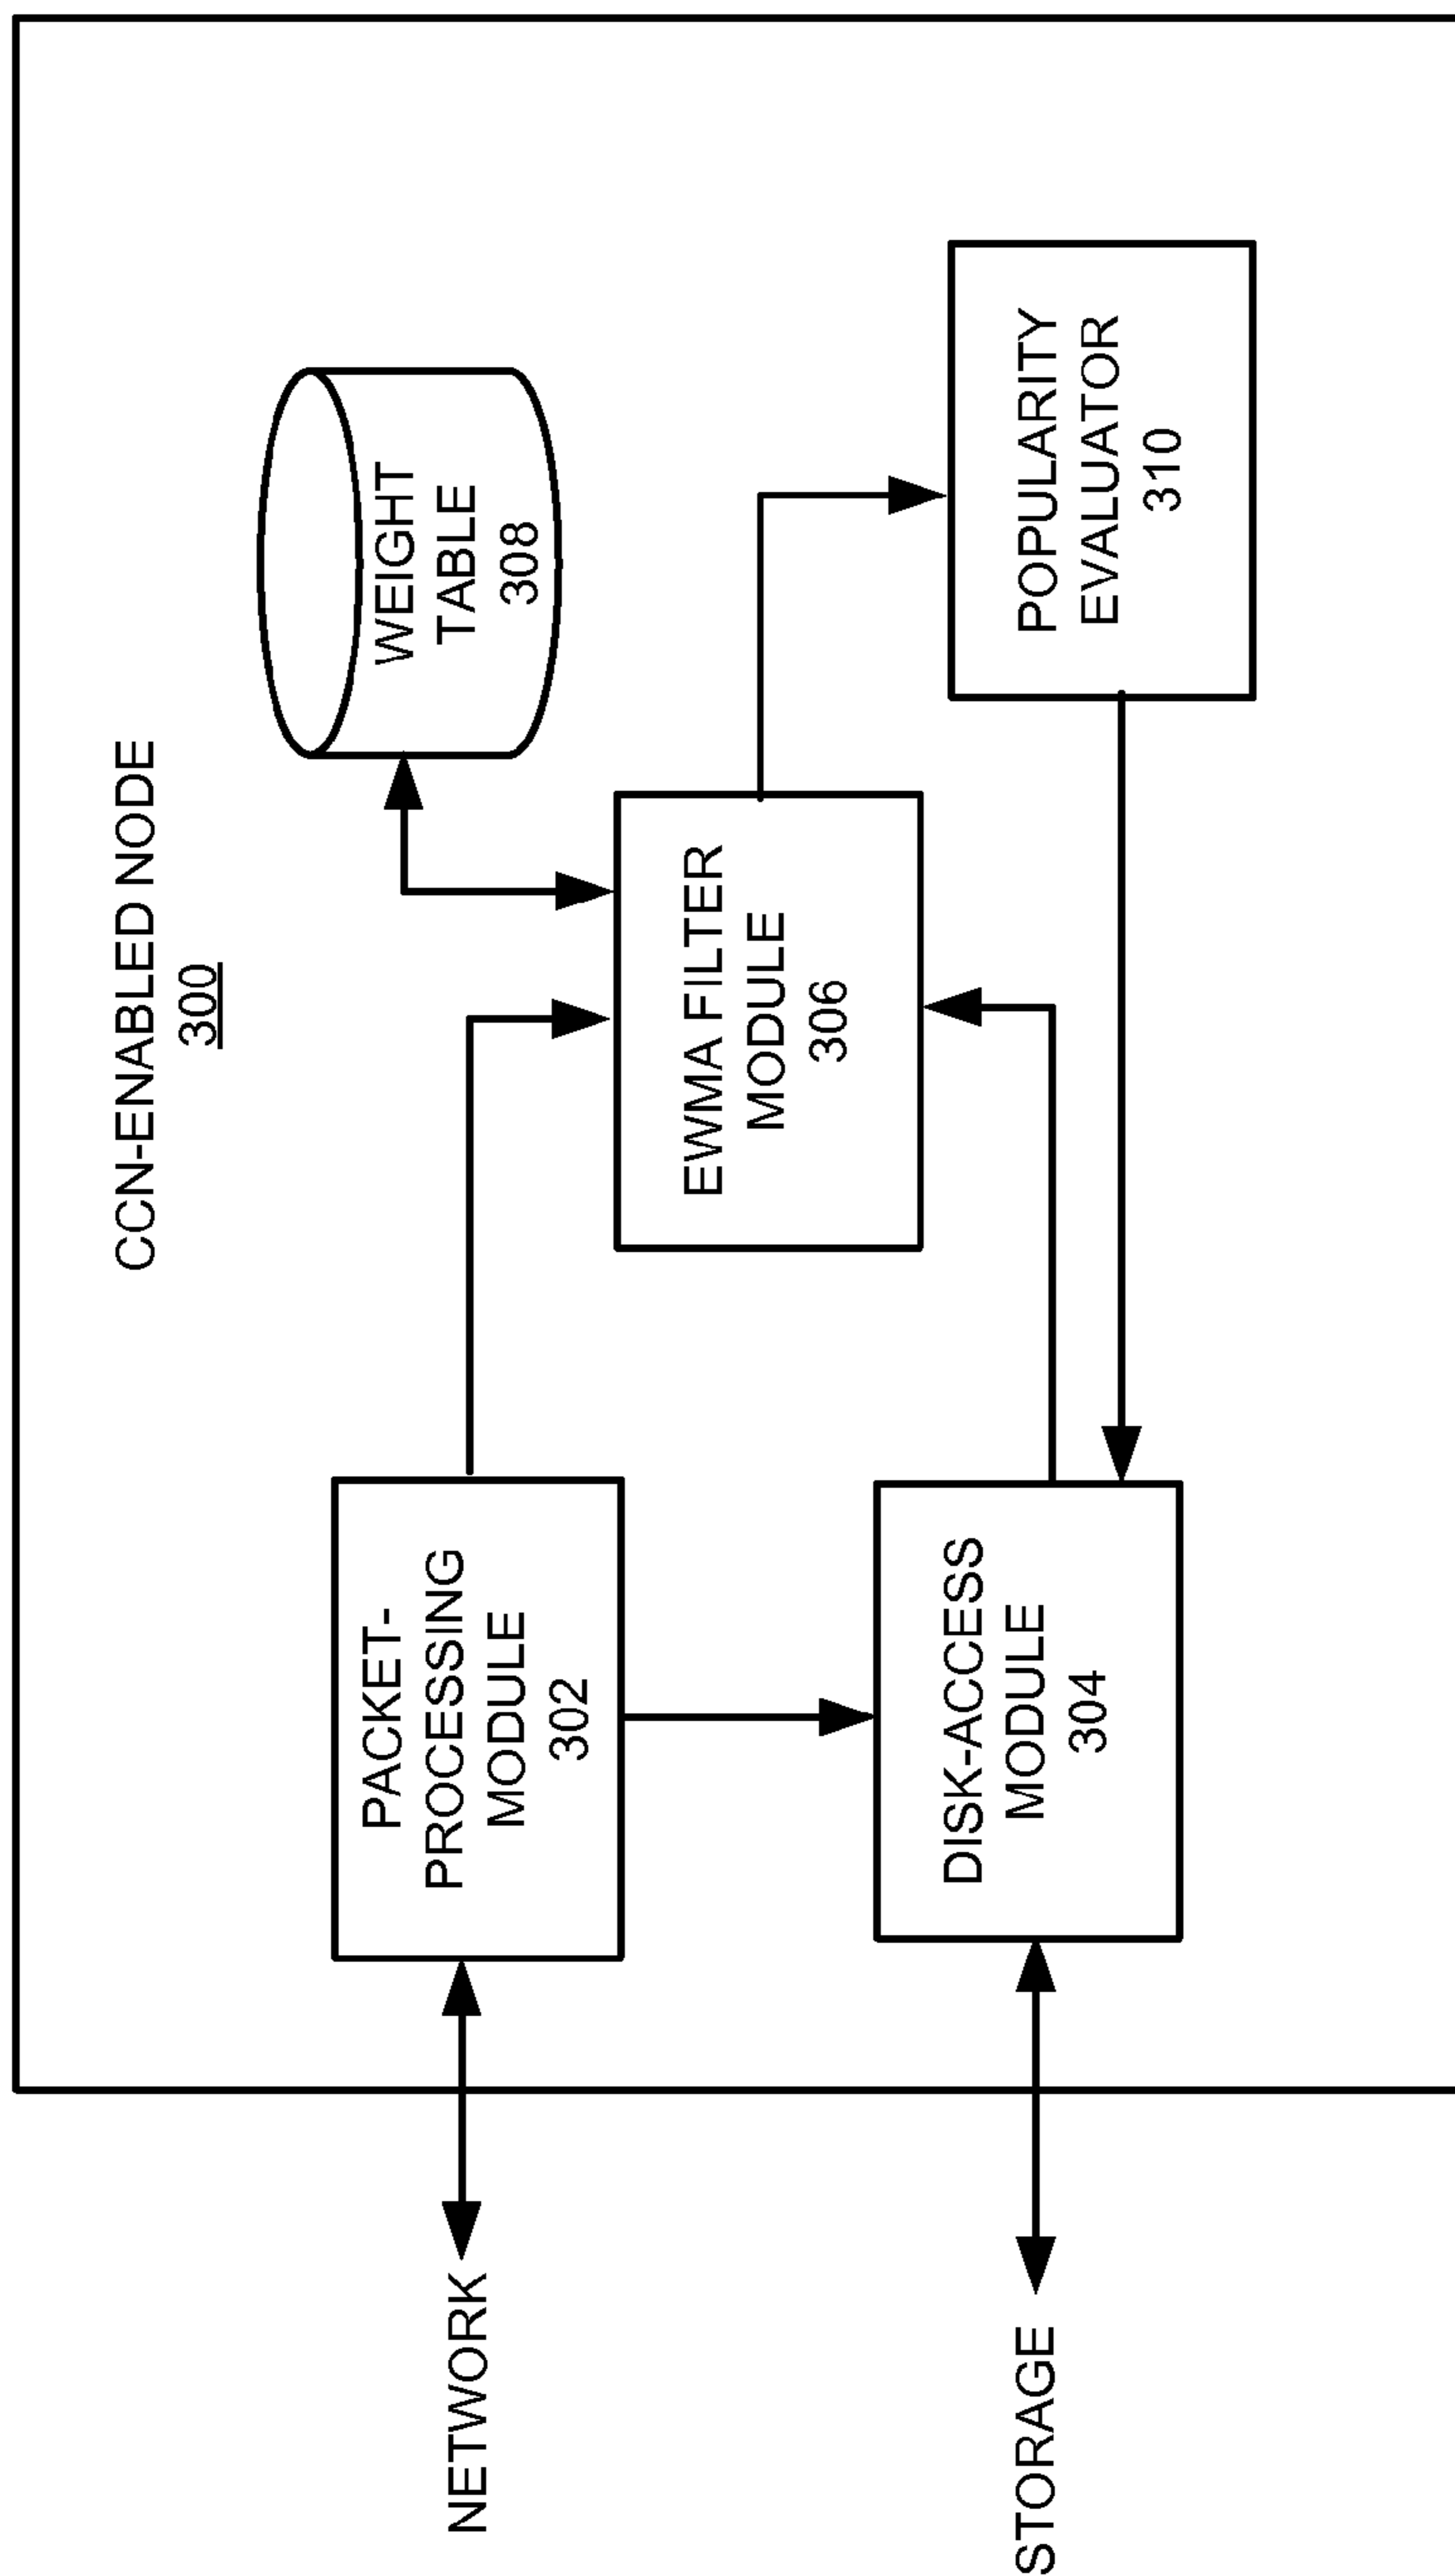 CCN-ENABLED NODE
300
NETWORK
PACKET-
PROCESSING
MODULE
302
WEIGHT
TABLE
308
EWMA FILTER
MODULE
306
STORAGE
DISK-ACCESS
MODULE
304
POPULARITY
EVALUATOR
310